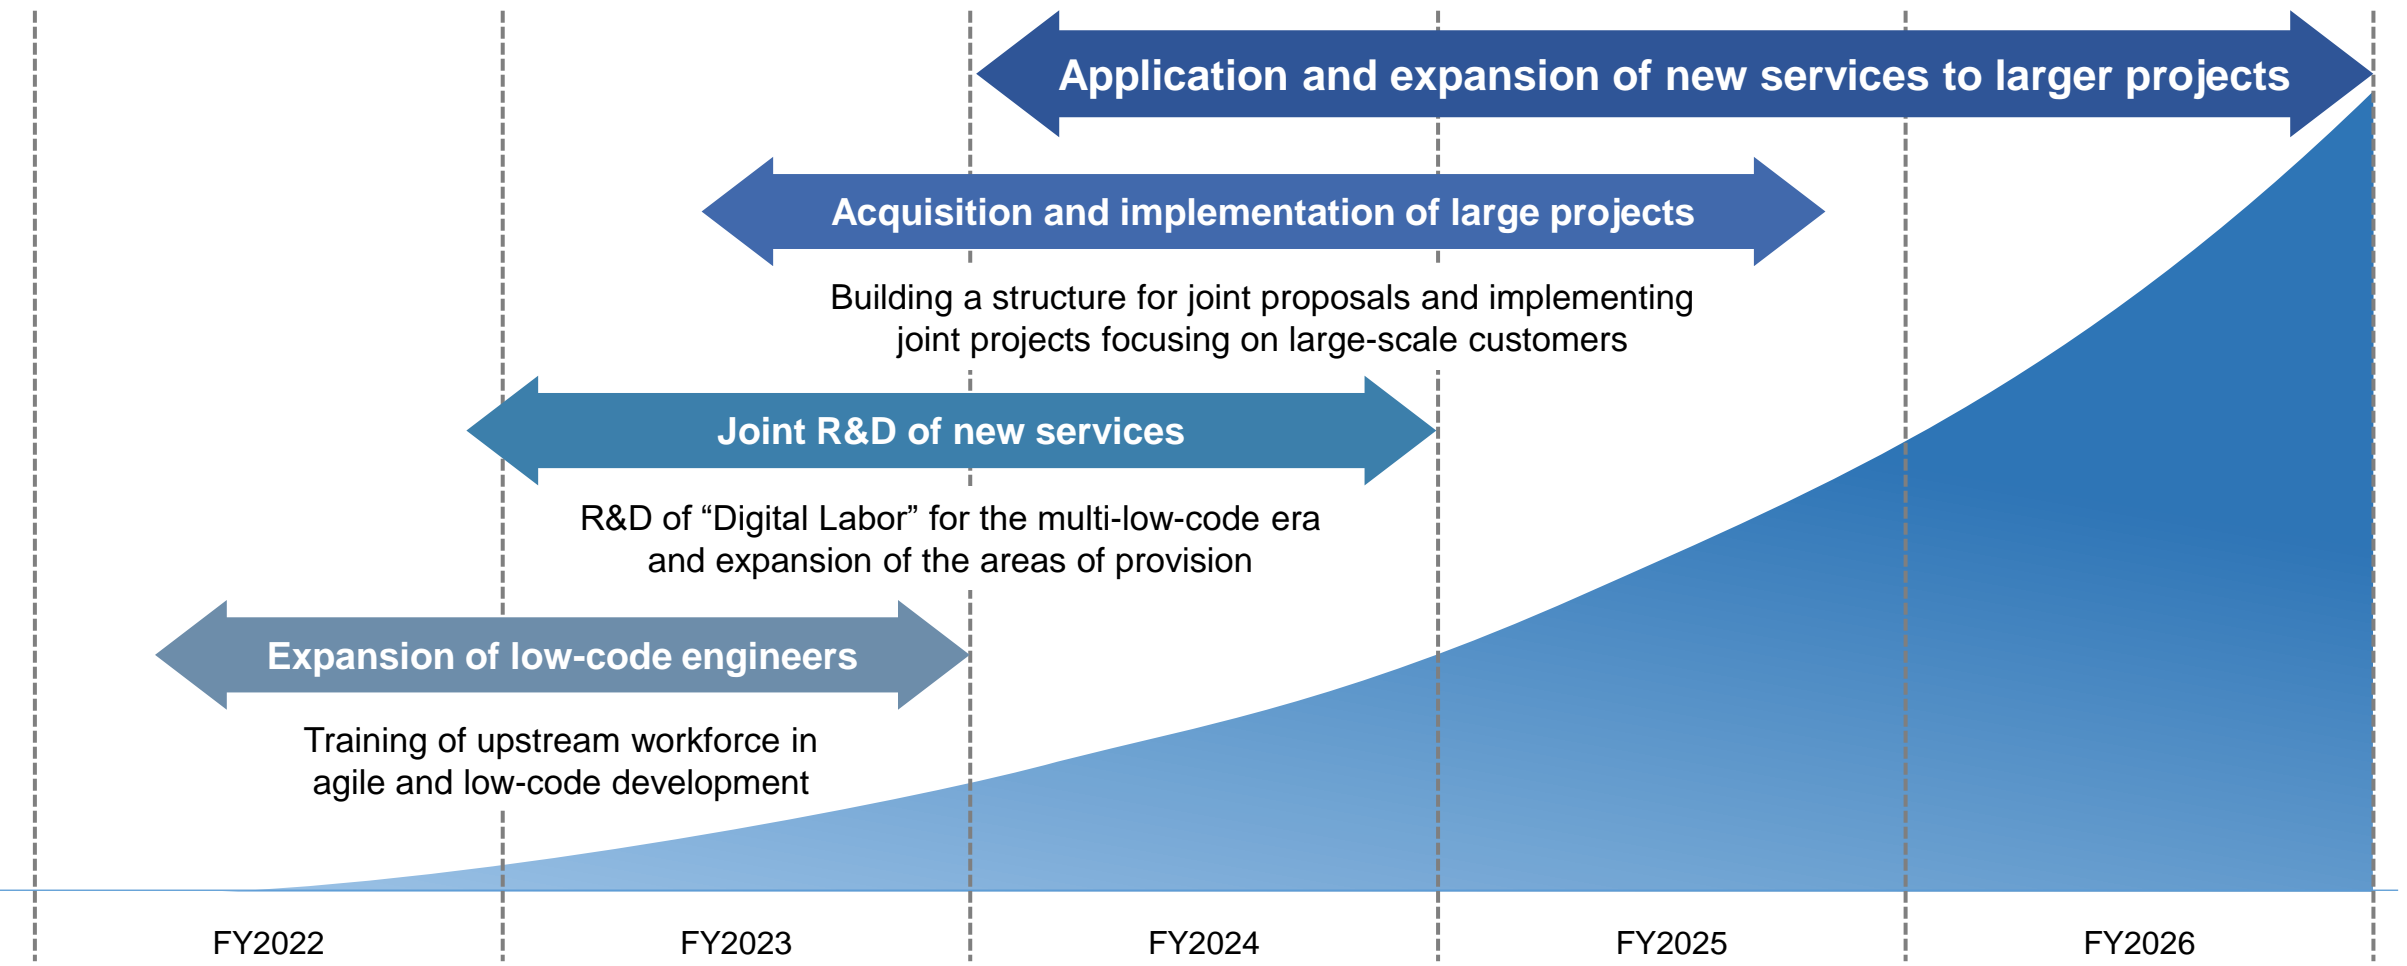 Application and expansion of new services to larger projects
Acquisition and implementation of large projects
Building a structure for joint proposals and implementing
joint projects focusing on large-scale customers
Joint R&D of new services
R&D of “Digital Labor” for the multi-low-code era
and expansion of the areas of provision
Expansion of low-code engineers
Training of upstream workforce in
agile and low-code development
FY2022
FY2023
FY2024
FY2025
FY2026